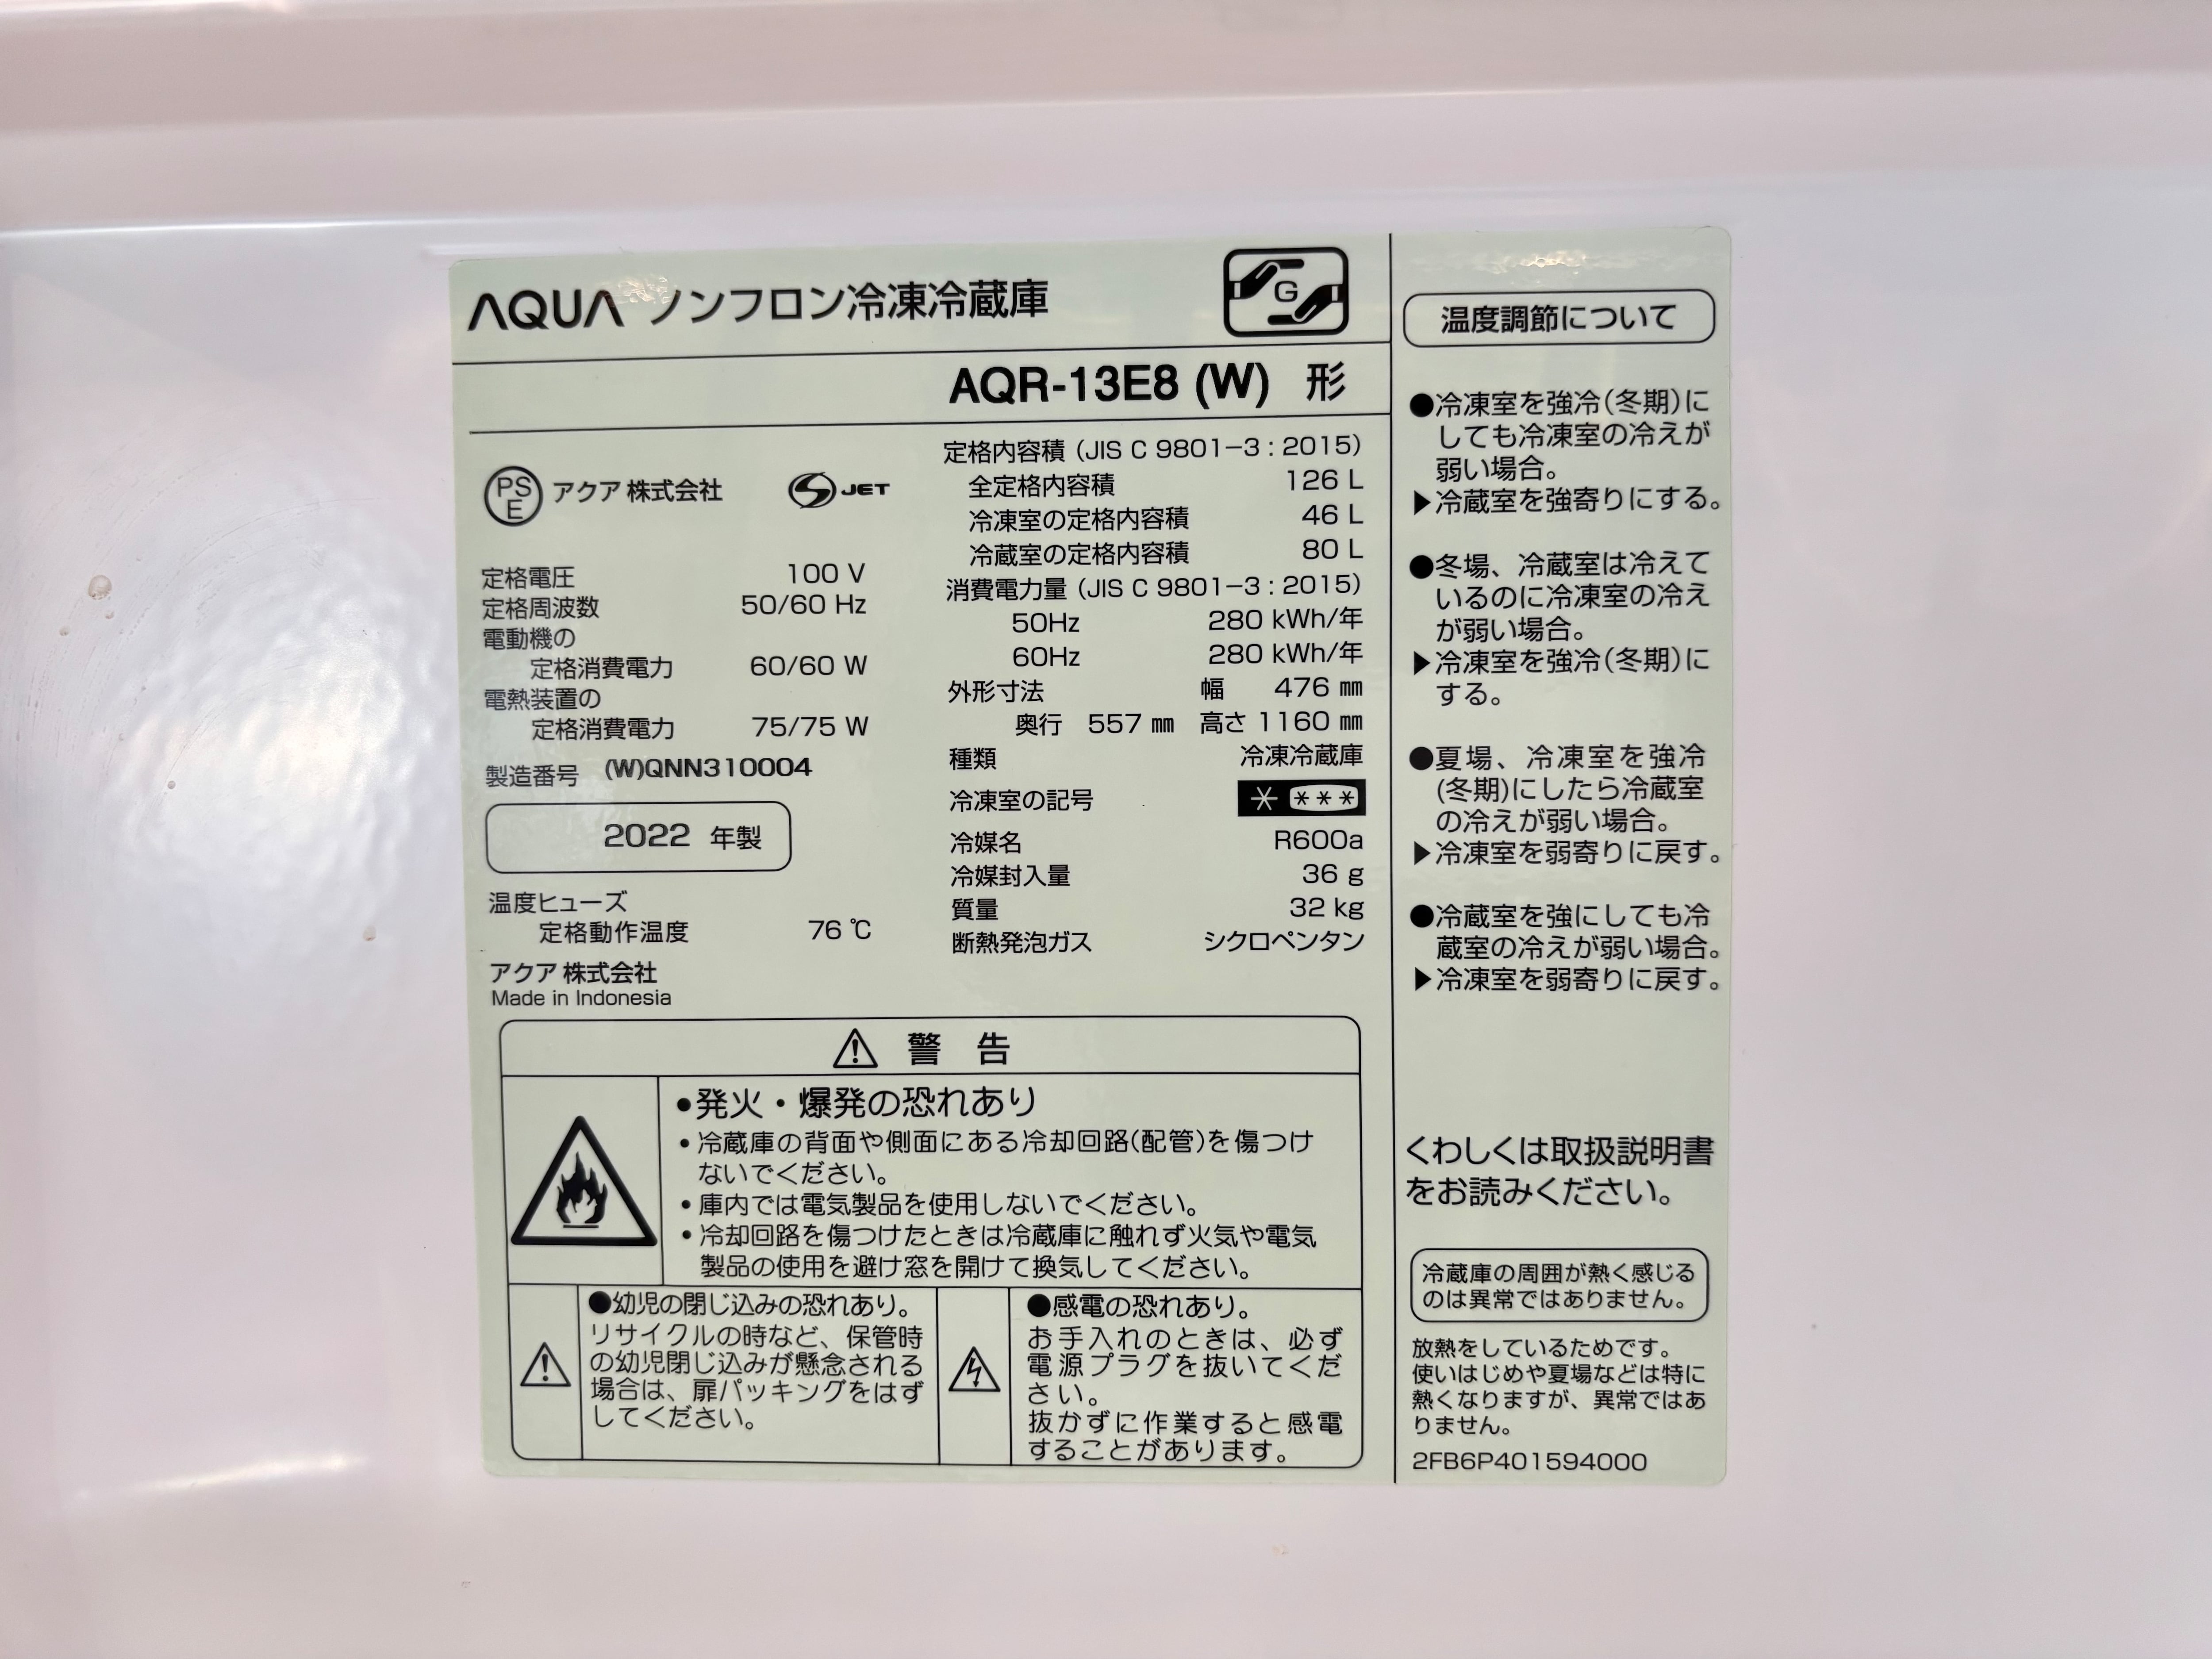 AQUA ノンフロン冷凍冷蔵庫
G
AQR-13E8 (W) 形
PS
E
アクア 株式会社
S JET
定格電圧 100 V
定格周波数 50/60 Hz
電動機の
定格消費電力 60/60 W
電熱装置の
定格消費電力 75/75 W
製造番号 (W)QNN310004
2022 年製
温度ヒューズ
定格動作温度 76 ℃
アクア 株式会社
Made in Indonesia
定格内容積 (JIS C 9801−3 : 2015)
全定格内容積 126 L
冷凍室の定格内容積 46 L
冷蔵室の定格内容積 80 L
消費電力量 (JIS C 9801−3 : 2015)
50Hz 280 kWh/年
60Hz 280 kWh/年
外形寸法 幅 476 ㎜
奥行 557 ㎜ 高さ 1160 ㎜
種類 冷凍冷蔵庫
冷凍室の記号 * ***
冷媒名 R600a
冷媒封入量 36 g
質量 32 kg
断熱発泡ガス シクロペンタン
警 告
●発火・爆発の恐れあり
・冷蔵庫の背面や側面にある冷却回路(配管)を傷つけ
ないでください。
・庫内では電気製品を使用しないでください。
・冷却回路を傷つけたときは冷蔵庫に触れず火気や電気
製品の使用を避け窓を開けて換気してください。
●幼児の閉じ込みの恐れあり。
リサイクルの時など、保管時
の幼児閉じ込みが懸念される
場合は、扉パッキングをはず
してください。
●感電の恐れあり。
お手入れのときは、必ず
電源プラグを抜いてくだ
さい。
抜かずに作業すると感電
することがあります。
温度調節について
●冷凍室を強冷(冬期)に
しても冷凍室の冷えが
弱い場合。
▶冷蔵室を強寄りにする。
●冬場、冷蔵室は冷えて
いるのに冷凍室の冷え
が弱い場合。
▶冷凍室を強冷(冬期)に
する。
●夏場、冷凍室を強冷
(冬期)にしたら冷蔵室
の冷えが弱い場合。
▶冷凍室を弱寄りに戻す。
●冷蔵室を強にしても冷
蔵室の冷えが弱い場合。
▶冷凍室を弱寄りに戻す。
くわしくは取扱説明書
をお読みください。
冷蔵庫の周囲が熱く感じる
のは異常ではありません。
放熱をしているためです。
使いはじめや夏場などは特に
熱くなりますが、異常ではあ
りません。
2FB6P401594000